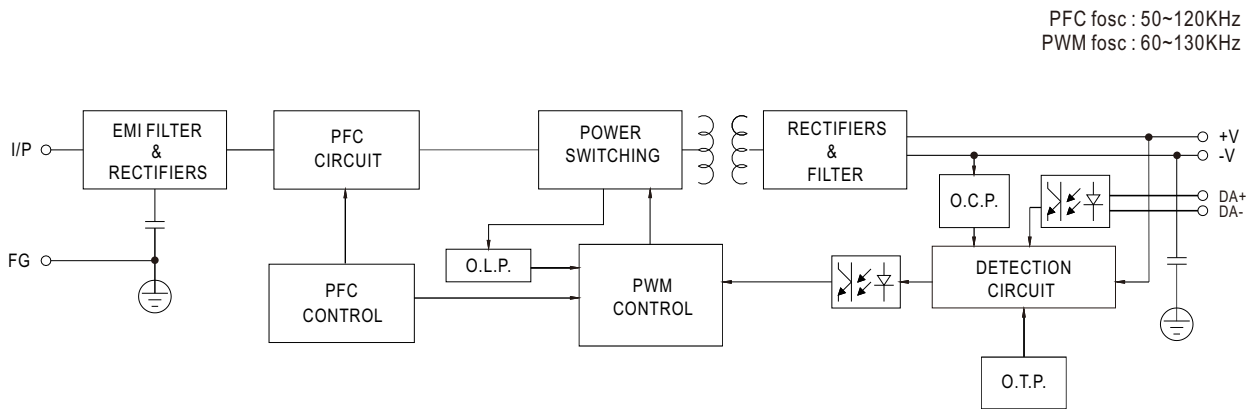 PFC fosc : 50~120KHz
PWM fosc : 60~130KHz
I/P
EMI FILTER
&
RECTIFIERS
PFC
CIRCUIT
POWER
SWITCHING
RECTIFIERS
&
FILTER
+V
-V
DA+
DA-
O.C.P.
FG
O.L.P.
PFC
CONTROL
PWM
CONTROL
DETECTION
CIRCUIT
O.T.P.